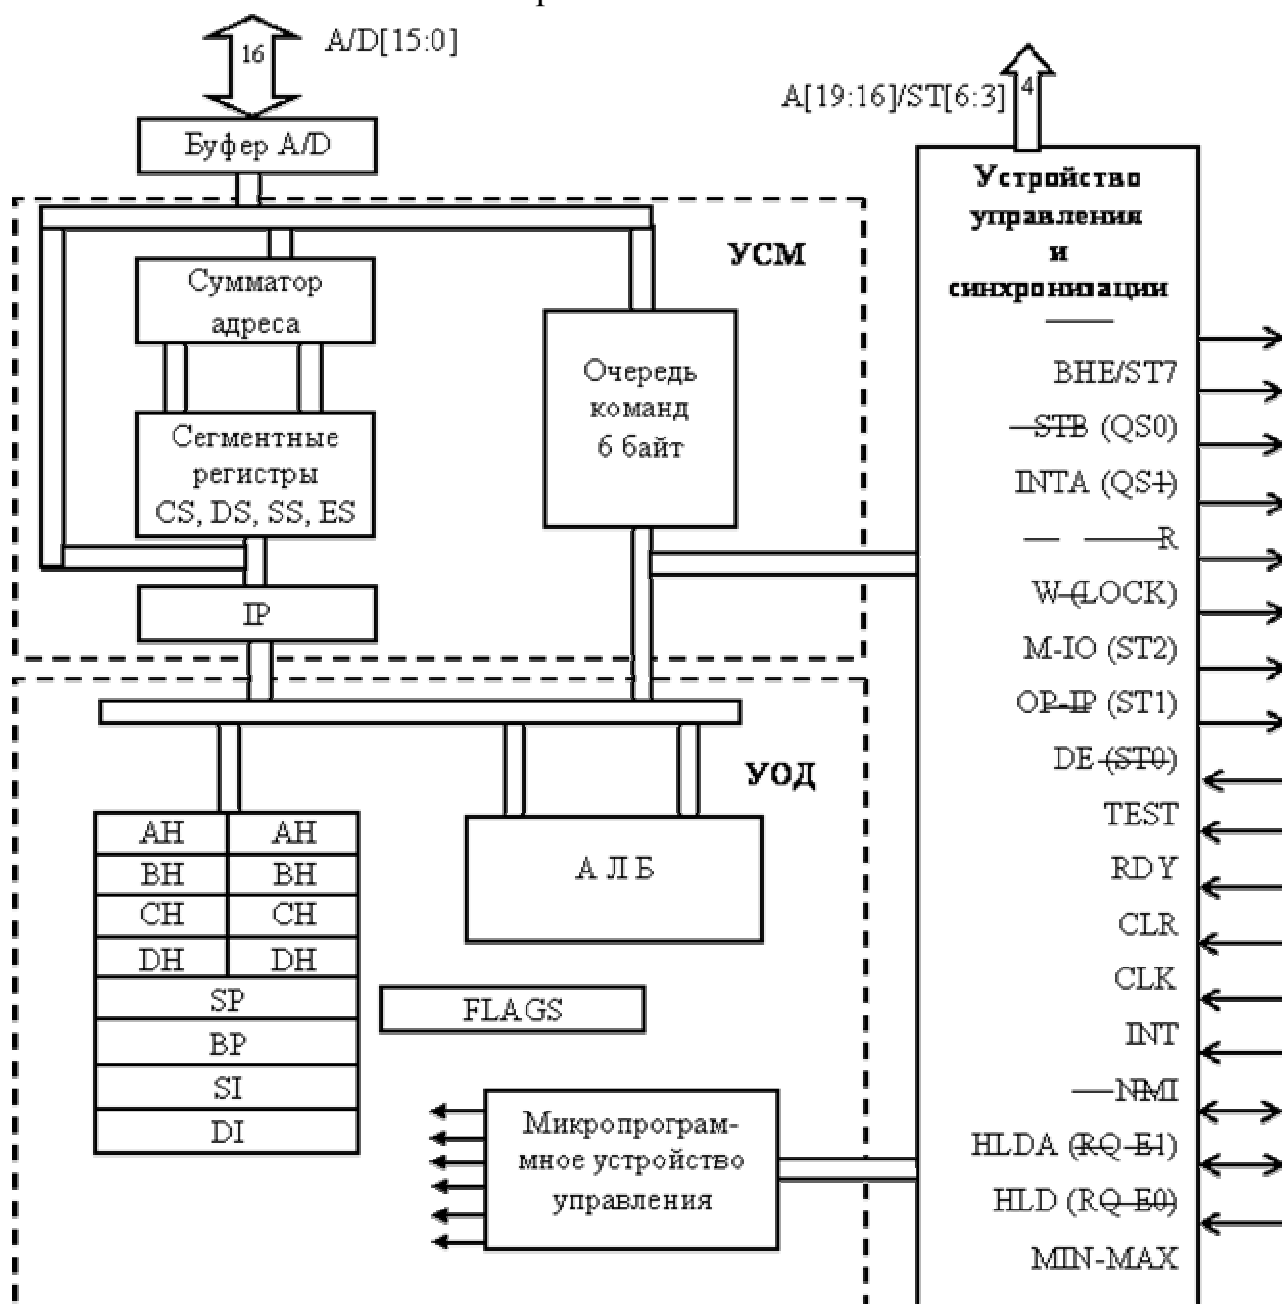 A/D[15:0]
16
A[19:16]/ST[6:3]
4
Буфер A/D
УСМ
Сумматор
адреса
Сегментные
регистры
CS, DS, SS, ES
IP
Очередь
команд
6 байт
УОД
AH AH
BH BH
CH CH
DH DH
SP
BP
SI
DI
А Л Б
FLAGS
Микропрограм-
мное устройство
управления
Устройство
управления
и
синхронизации
BHE/ST7
STB (QS0)
INTA (QS1)
R
W (LOCK)
M-IO (ST2)
OP-IP (ST1)
DE (ST0)
TEST
RDY
CLR
CLK
INT
NMI
HLDA (RQ-E1)
HLD (RQ-E0)
MIN-MAX